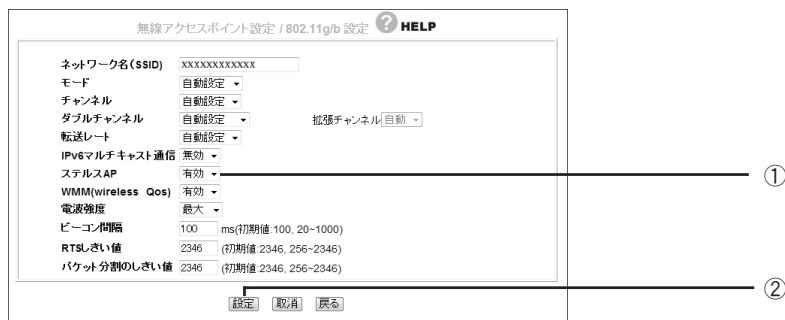 無線アクセスポイント設定 / 802.11g/b 設定 ? HELP
ネットワーク名(SSID) xxxxxxxxxxxx
モード 自動設定
チャンネル 自動設定
ダブルチャンネル 自動設定 拡張チャンネル 自動
転送レート 自動設定
IPv6マルチキャスト通信 無効
ステルスAP 有効
①
WMM(wireless Qos) 有効
電波強度 最大
ビーコン間隔 100 ms(初期値:100, 20~1000)
RTSしきい値 2346 (初期値:2346, 256~2346)
パケット分割のしきい値 2346 (初期値:2346, 256~2346)
②
設定 取消 戻る